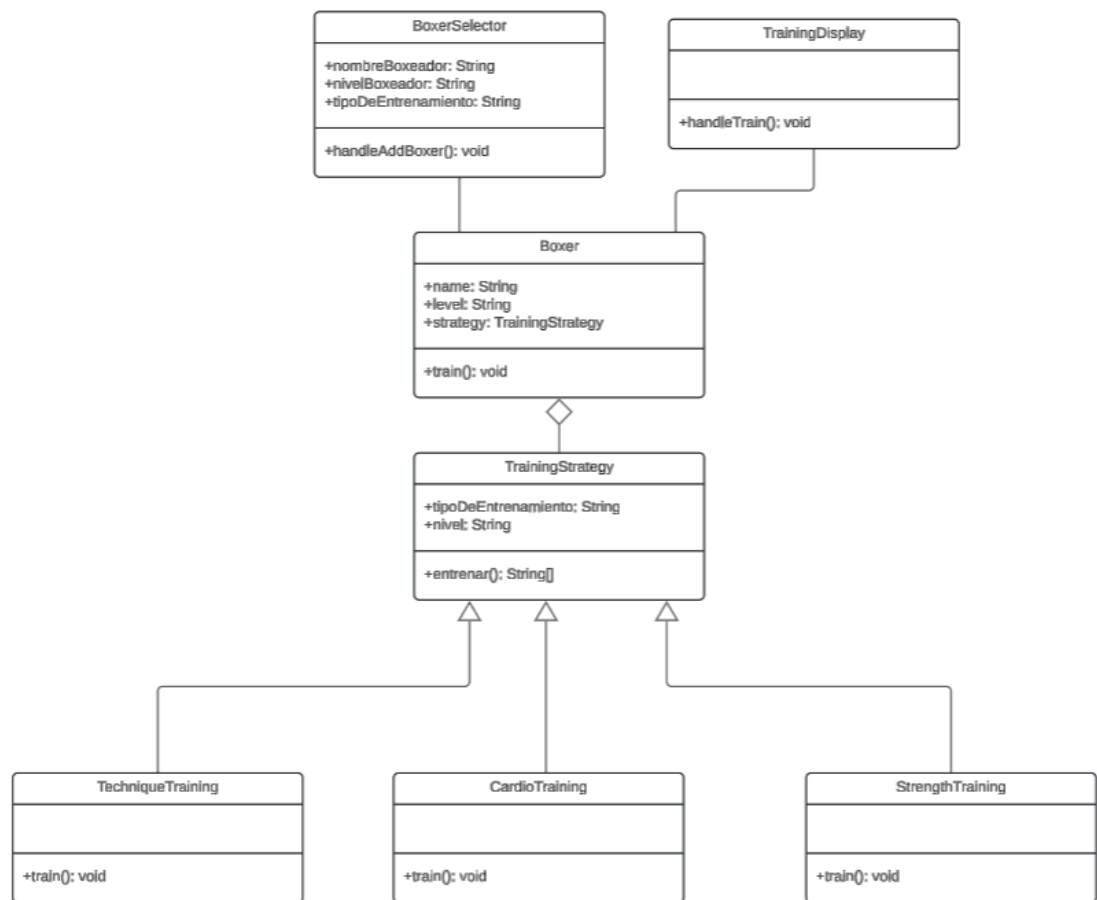 BoxerSelector
+nombreBoxeador: String
+nivelBoxeador: String
+tipoDeEntrenamiento: String
+handleAddBoxer(): void
TrainingDisplay
+handleTrain(): void
Boxer
+name: String
+level: String
+strategy: TrainingStrategy
+train(): void
TrainingStrategy
+tipoDeEntrenamiento: String
+nivel: String
+entrenar(): String[]
TechniqueTraining
+train(): void
CardioTraining
+train(): void
StrengthTraining
+train(): void